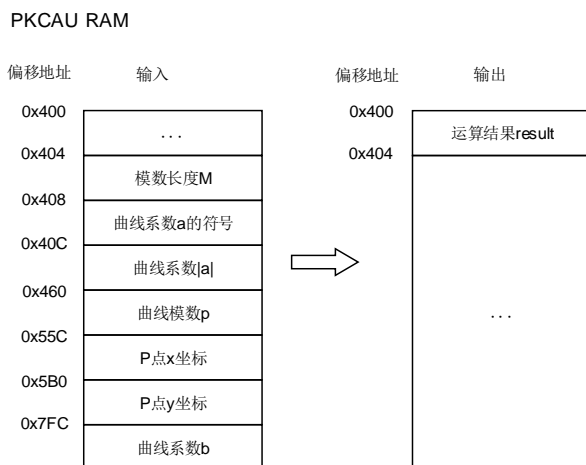 PKCAU RAM
偏移地址 输入 偏移地址 输出
0x400 0x400
... 运算结果result
0x404 0x404
模数长度M
0x408
曲线系数a的符号
0x40C
曲线系数|a|
0x460
曲线模数p ...
0x55C
P点x坐标
0x5B0
P点y坐标
0x7FC
曲线系数b